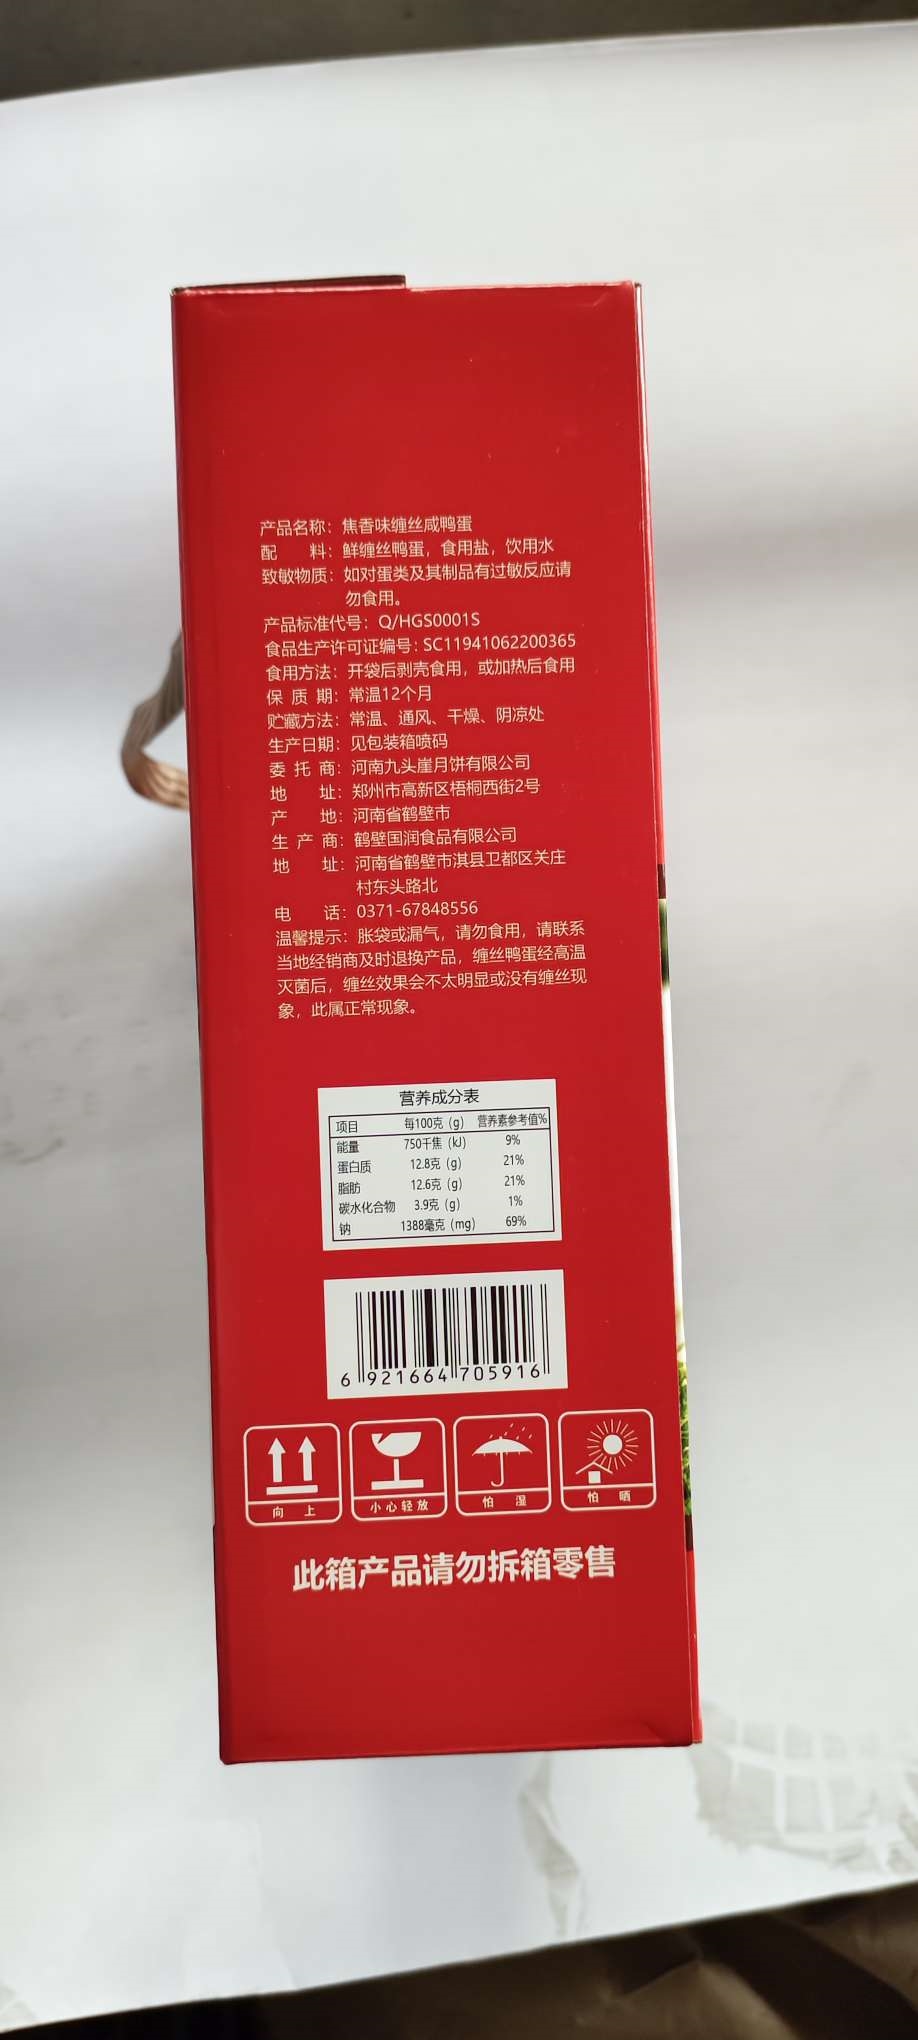 产品名称：焦香味缠丝咸鸭蛋
配 料：鲜缠丝鸭蛋，食用盐，饮用水
致敏物质：如对蛋类及其制品有过敏反应请
勿食用。
产品标准代号：Q/HGS0001S
食品生产许可证编号：SC11941062200365
食用方法：开袋后剥壳食用，或加热后食用
保 质 期：常温12个月
贮藏方法：常温、通风、干燥、阴凉处
生产日期：见包装箱喷码
委 托 商：河南九头崖月饼有限公司
地 址：郑州市高新区梧桐西街2号
产 地：河南省鹤壁市
生 产 商：鹤壁国润食品有限公司
地 址：河南省鹤壁市淇县卫都区关庄
村东头路北
电 话：0371-67848556
温馨提示：胀袋或漏气，请勿食用，请联系
当地经销商及时退换产品，缠丝鸭蛋经高温
灭菌后，缠丝效果会不太明显或没有缠丝现
象，此属正常现象。
营养成分表
项目 每100克（g） 营养素参考值%
能量 750千焦（kJ） 9%
蛋白质 12.8克（g） 21%
脂肪 12.6克（g） 21%
碳水化合物 3.9克（g） 1%
钠 1388毫克（mg） 69%
6 921664 705916
向 上 小心轻放 怕 湿 怕 晒
此箱产品请勿拆箱零售